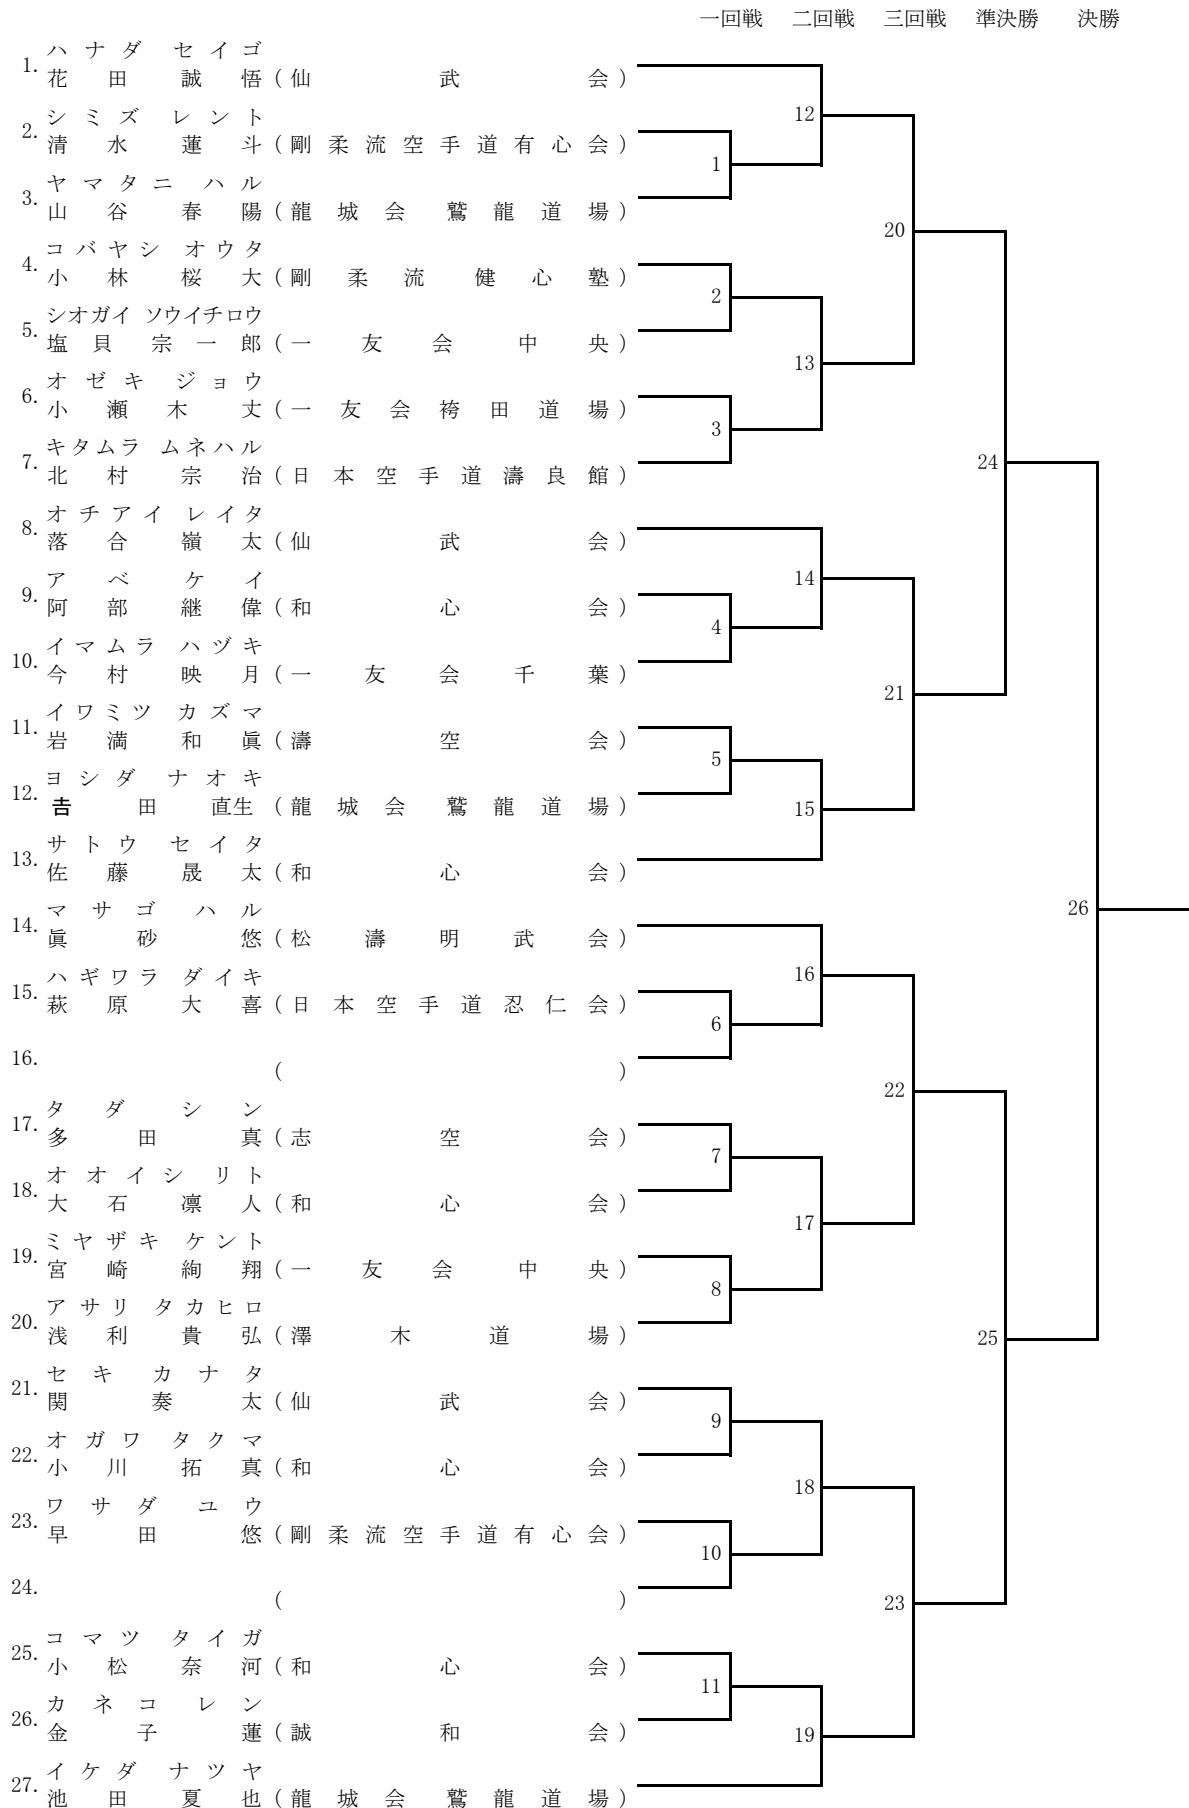 一回戦 二回戦 三回戦 準決勝 決勝
ハナダ セイゴ
1. 花田誠悟(仙武会)
12
シミズ レント
2. 清水蓮斗(剛柔流空手道有心会)
1
ヤマタニ ハル
3. 山谷春陽(龍城会 鷲龍道場)
20
コバヤシ オウタ
4. 小林桜大(剛柔流 健心塾)
2
シオガイ ソウイチロウ
5. 塩貝宗一郎(一友会 中央)
13
オゼキ ジョウ
6. 小瀬木丈(一友会袴田道場)
3
キタムラ ムネハル
7. 北村宗治(日本空手道濤良館)
24
オチアイ レイタ
8. 落合嶺太(仙武会)
14
アベ ケイ
9. 阿部継偉(和心会)
4
イマムラ ハヅキ
10. 今村映月(一友会千葉)
21
イワミツ カズマ
11. 岩満和眞(濤空会)
5
ヨシダ ナオキ
12. 𠮷田直生(龍城会 鷲龍道場)
15
サトウ セイタ
13. 佐藤晟太(和心会)
26
マサゴ ハル
14. 眞砂悠(松濤明武会)
16
ハギワラ ダイキ
15. 萩原大喜(日本空手道忍仁会)
6
16. ( )
22
タダ シン
17. 多田真(志空会)
7
オオイシ リト
18. 大石凛人(和心会)
17
ミヤザキ ケント
19. 宮崎絢翔(一友会 中央)
8
アサリ タカヒロ
20. 浅利貴弘(澤木道場)
25
セキ カナタ
21. 関奏太(仙武会)
9
オガワ タクマ
22. 小川拓真(和心会)
18
ワサダ ユウ
23. 早田悠(剛柔流空手道有心会)
10
24. ( )
23
コマツ タイガ
25. 小松奈河(和心会)
11
カネコ レン
26. 金子蓮(誠和会)
19
イケダ ナツヤ
27. 池田夏也(龍城会 鷲龍道場)